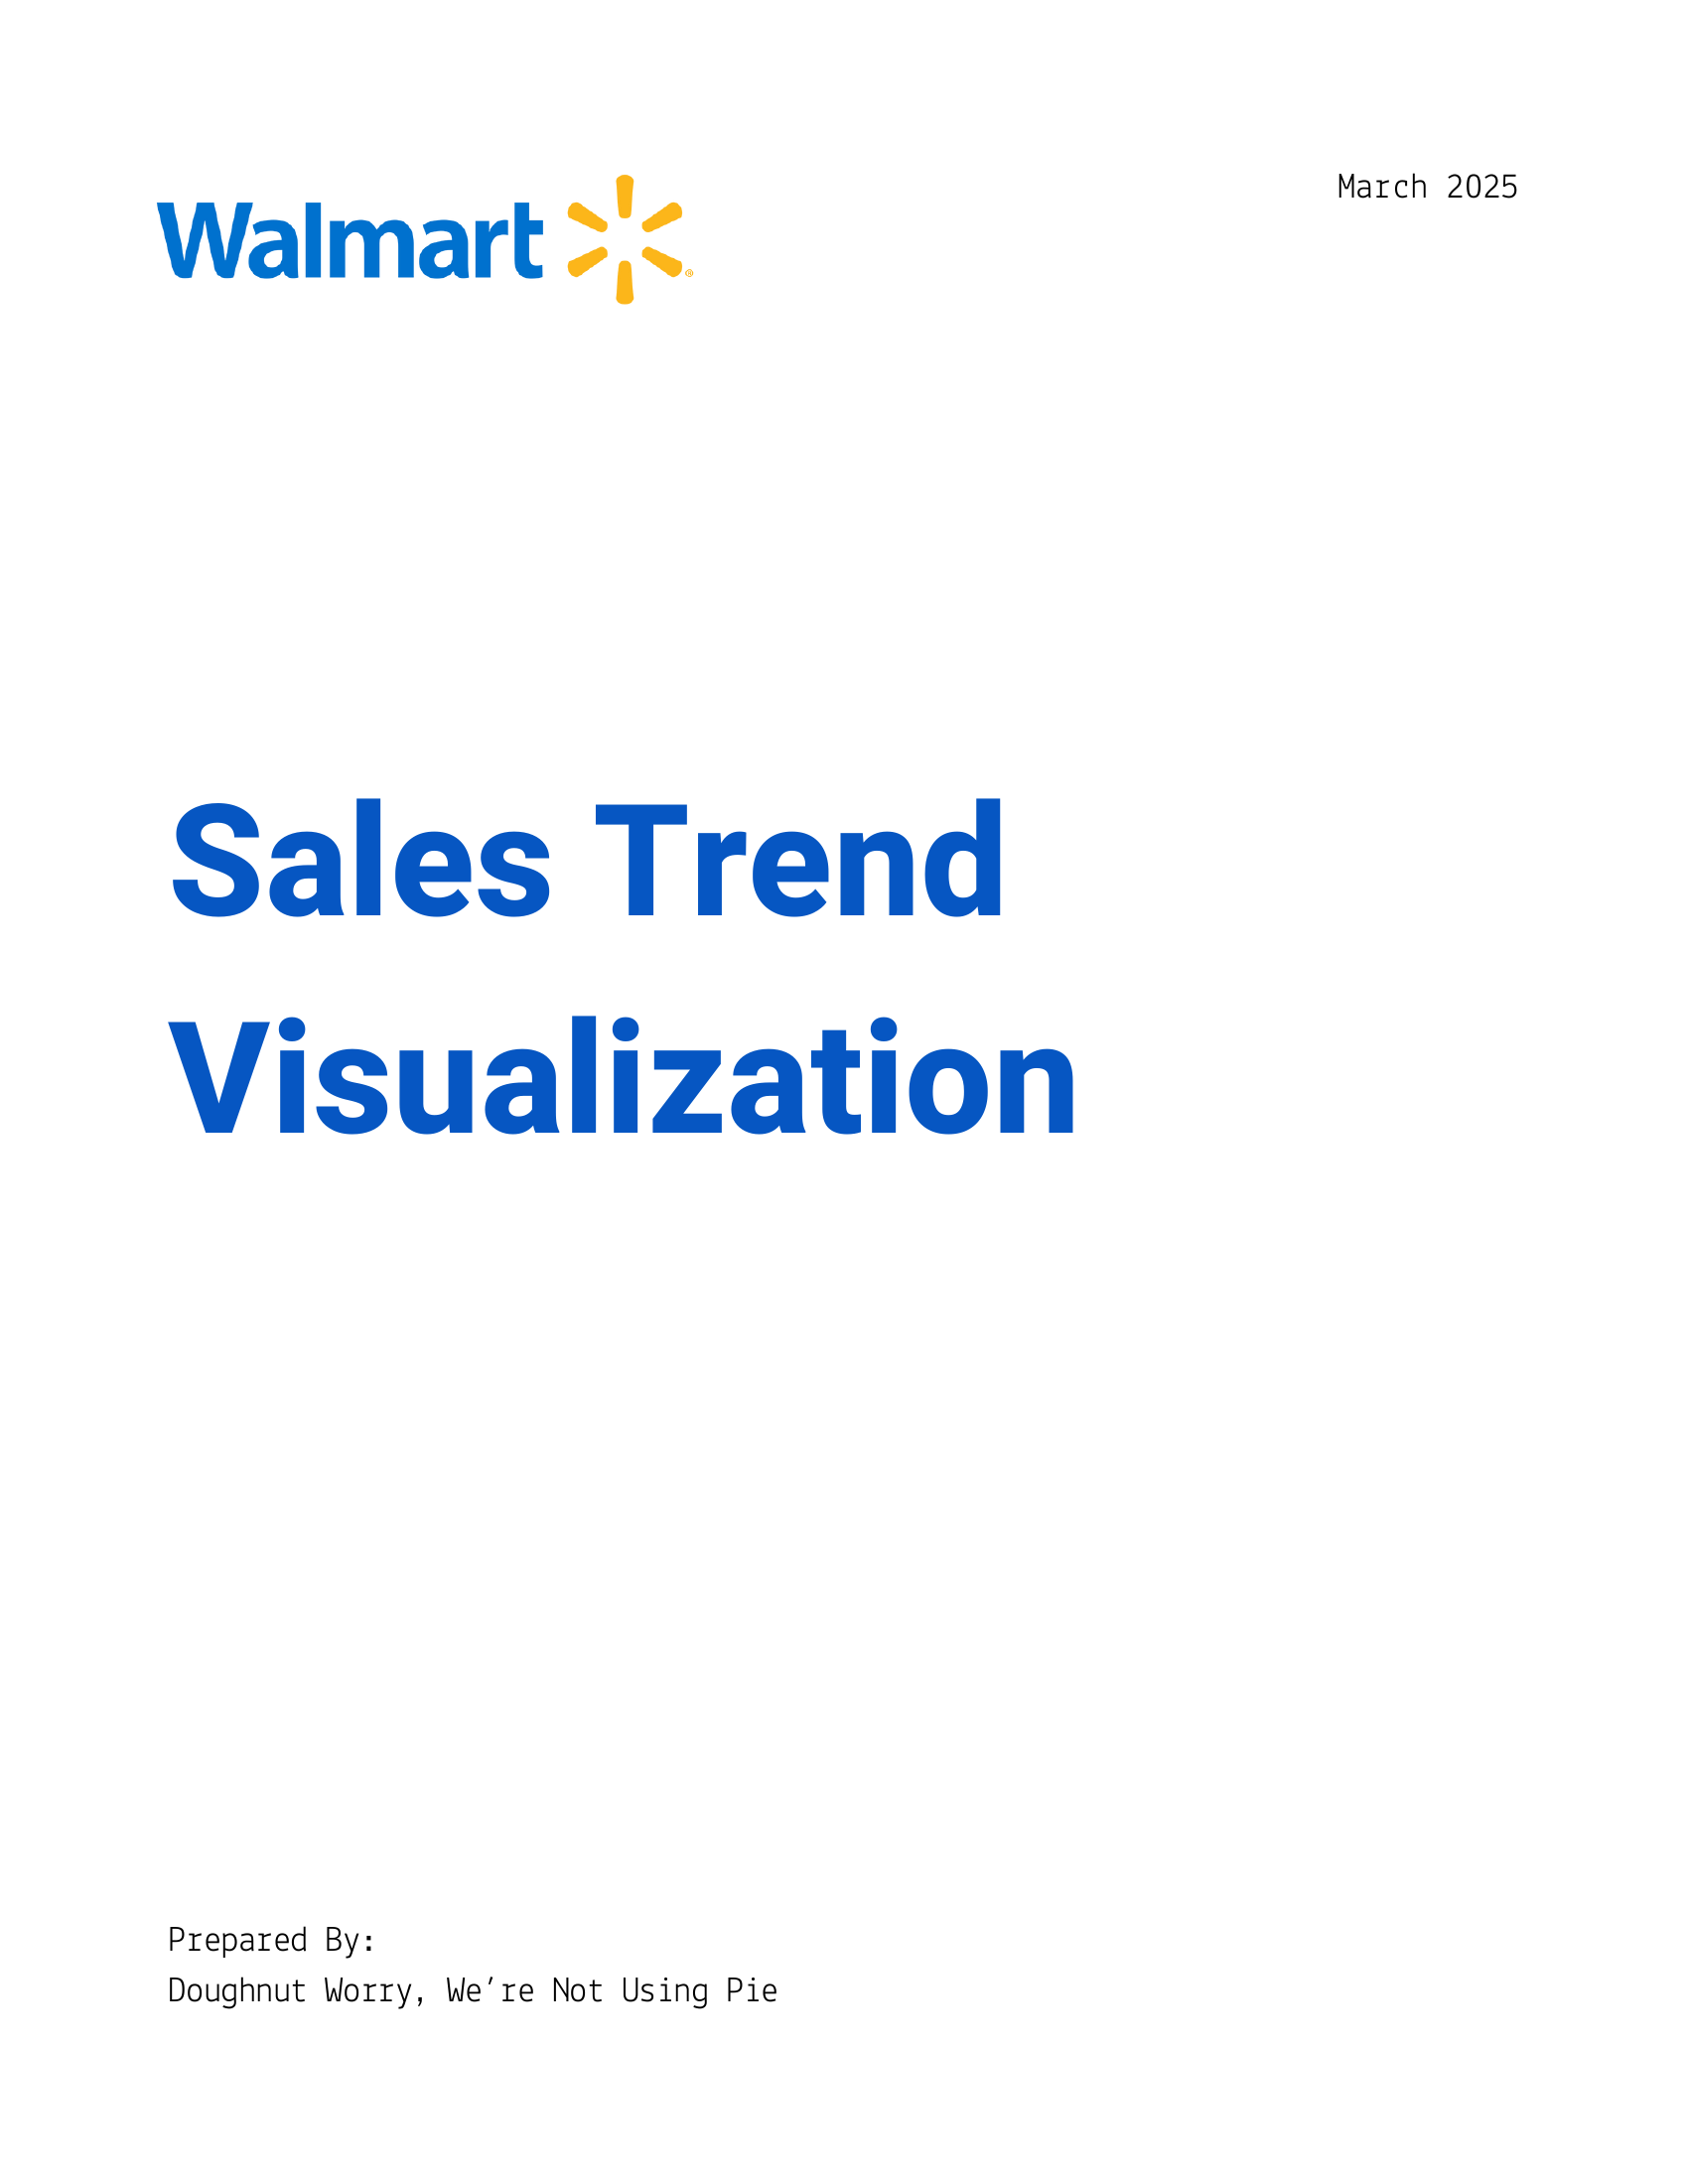 March 2025
Walmart
Sales Trend
Visualization
Prepared By:
Doughnut Worry, We’re Not Using Pie